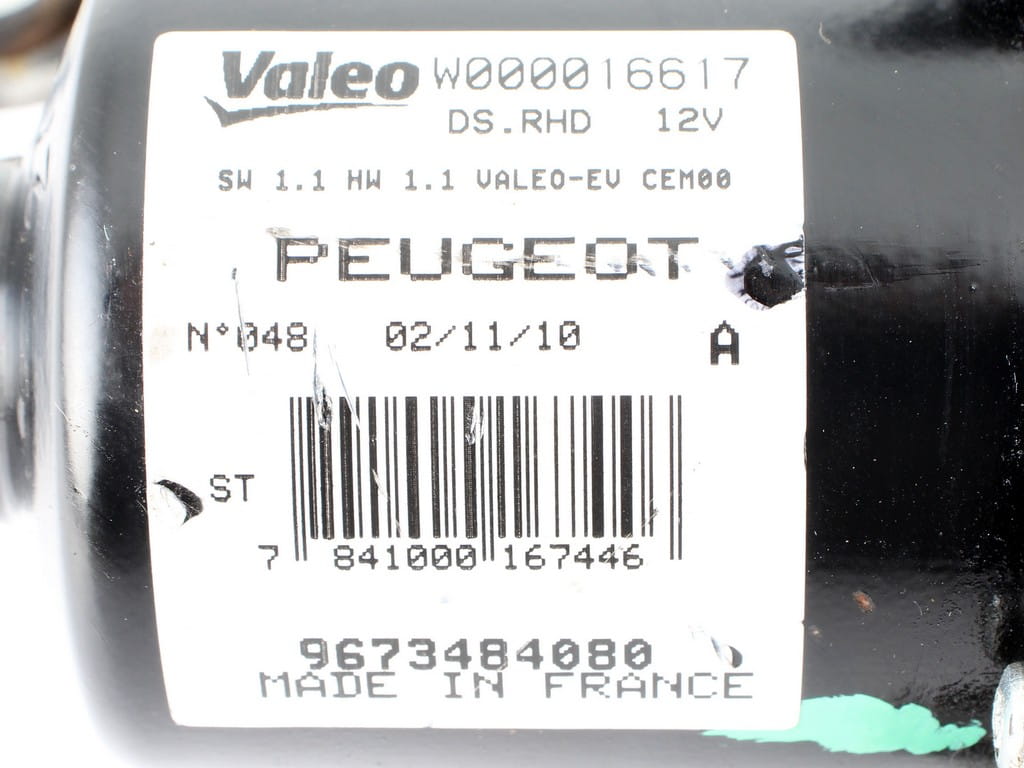 Valeo W000016617
DS.RHD 12V
SW 1.1 HW 1.1 VALEO-EV CEM00
PEUGEOT
N°048 02/11/10 A
ST
7 841000 167446
9673484080
MADE IN FRANCE